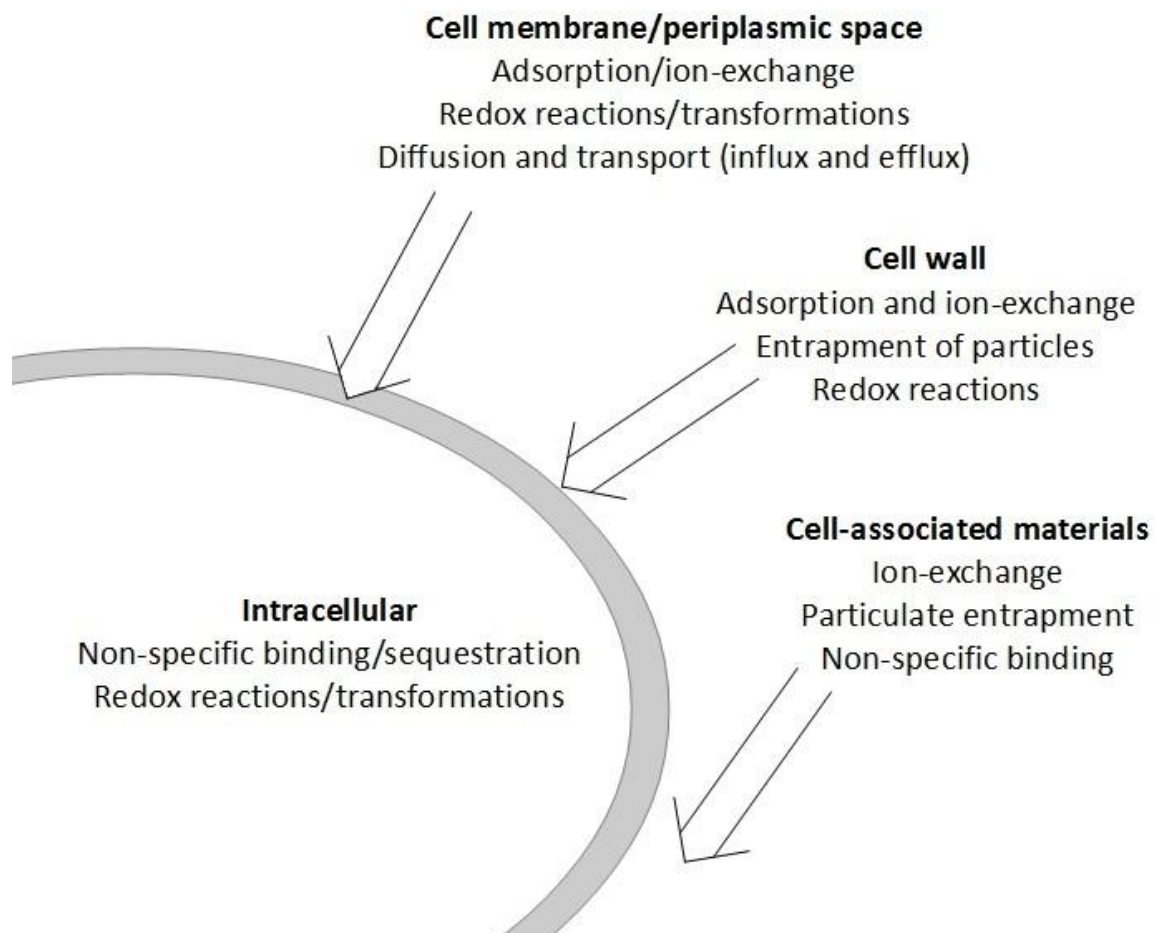 Cell membrane/periplasmic space
Adsorption/ion-exchange
Redox reactions/transformations
Diffusion and transport (influx and efflux)
Cell wall
Adsorption and ion-exchange
Entrapment of particles
Redox reactions
Cell-associated materials
Ion-exchange
Particulate entrapment
Non-specific binding
Intracellular
Non-specific binding/sequestration
Redox reactions/transformations